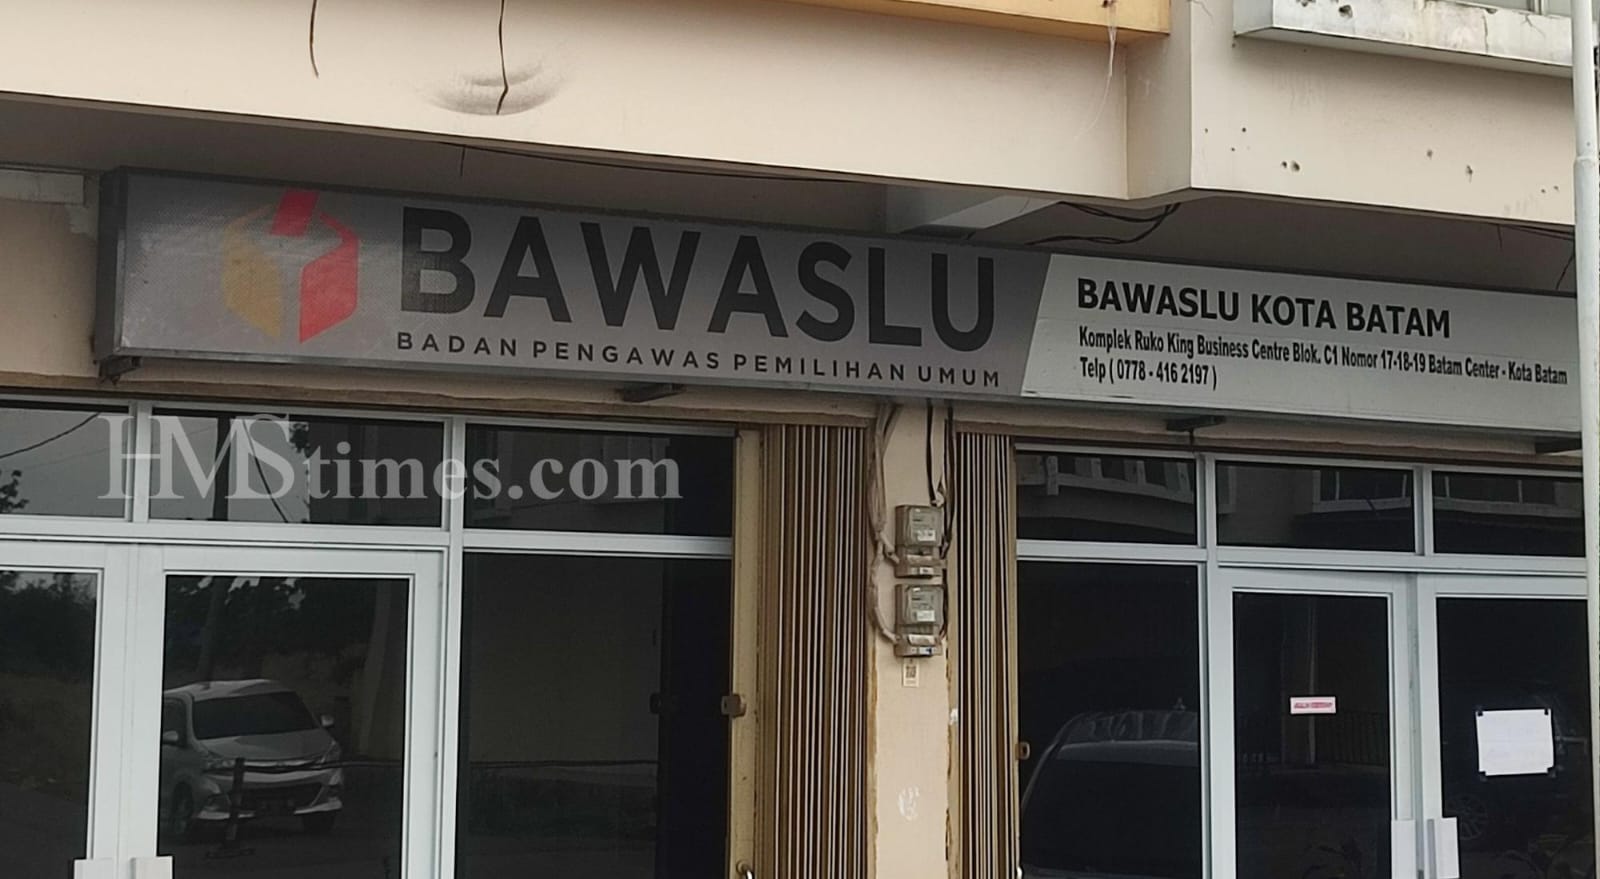 BAWASLU
BADAN PENGAWAS PEMILIHAN UMUM
BAWASLU KOTA BATAM
Komplek Ruko King Business Centre Blok. C1 Nomor 17-18-19 Batam Center - Kota Batam
Telp ( 0778 - 416 2197 )
HMStimes.com